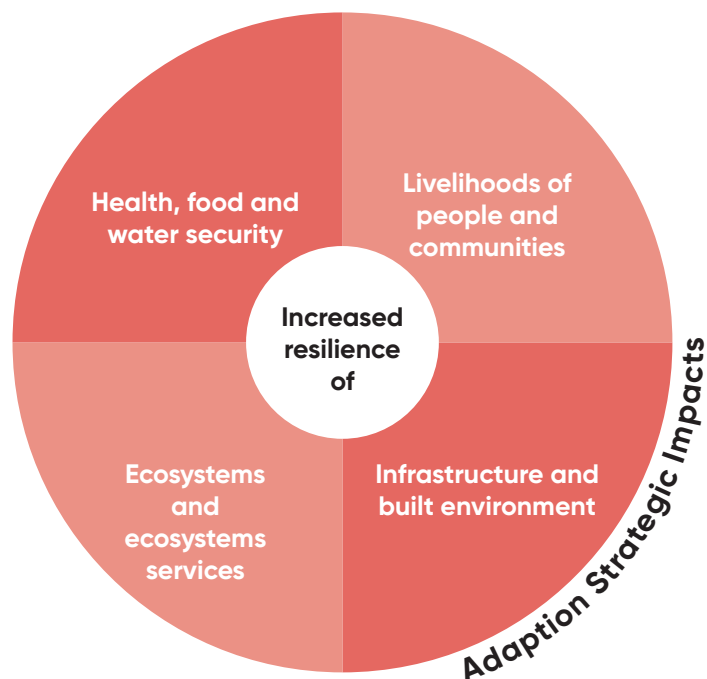 Health, food and
water security
Livelihoods of
people and
communities
Increased
resilience
of
Ecosystems
and
ecosystems
services
Infrastructure and
built environment
Adaption Strategic Impacts